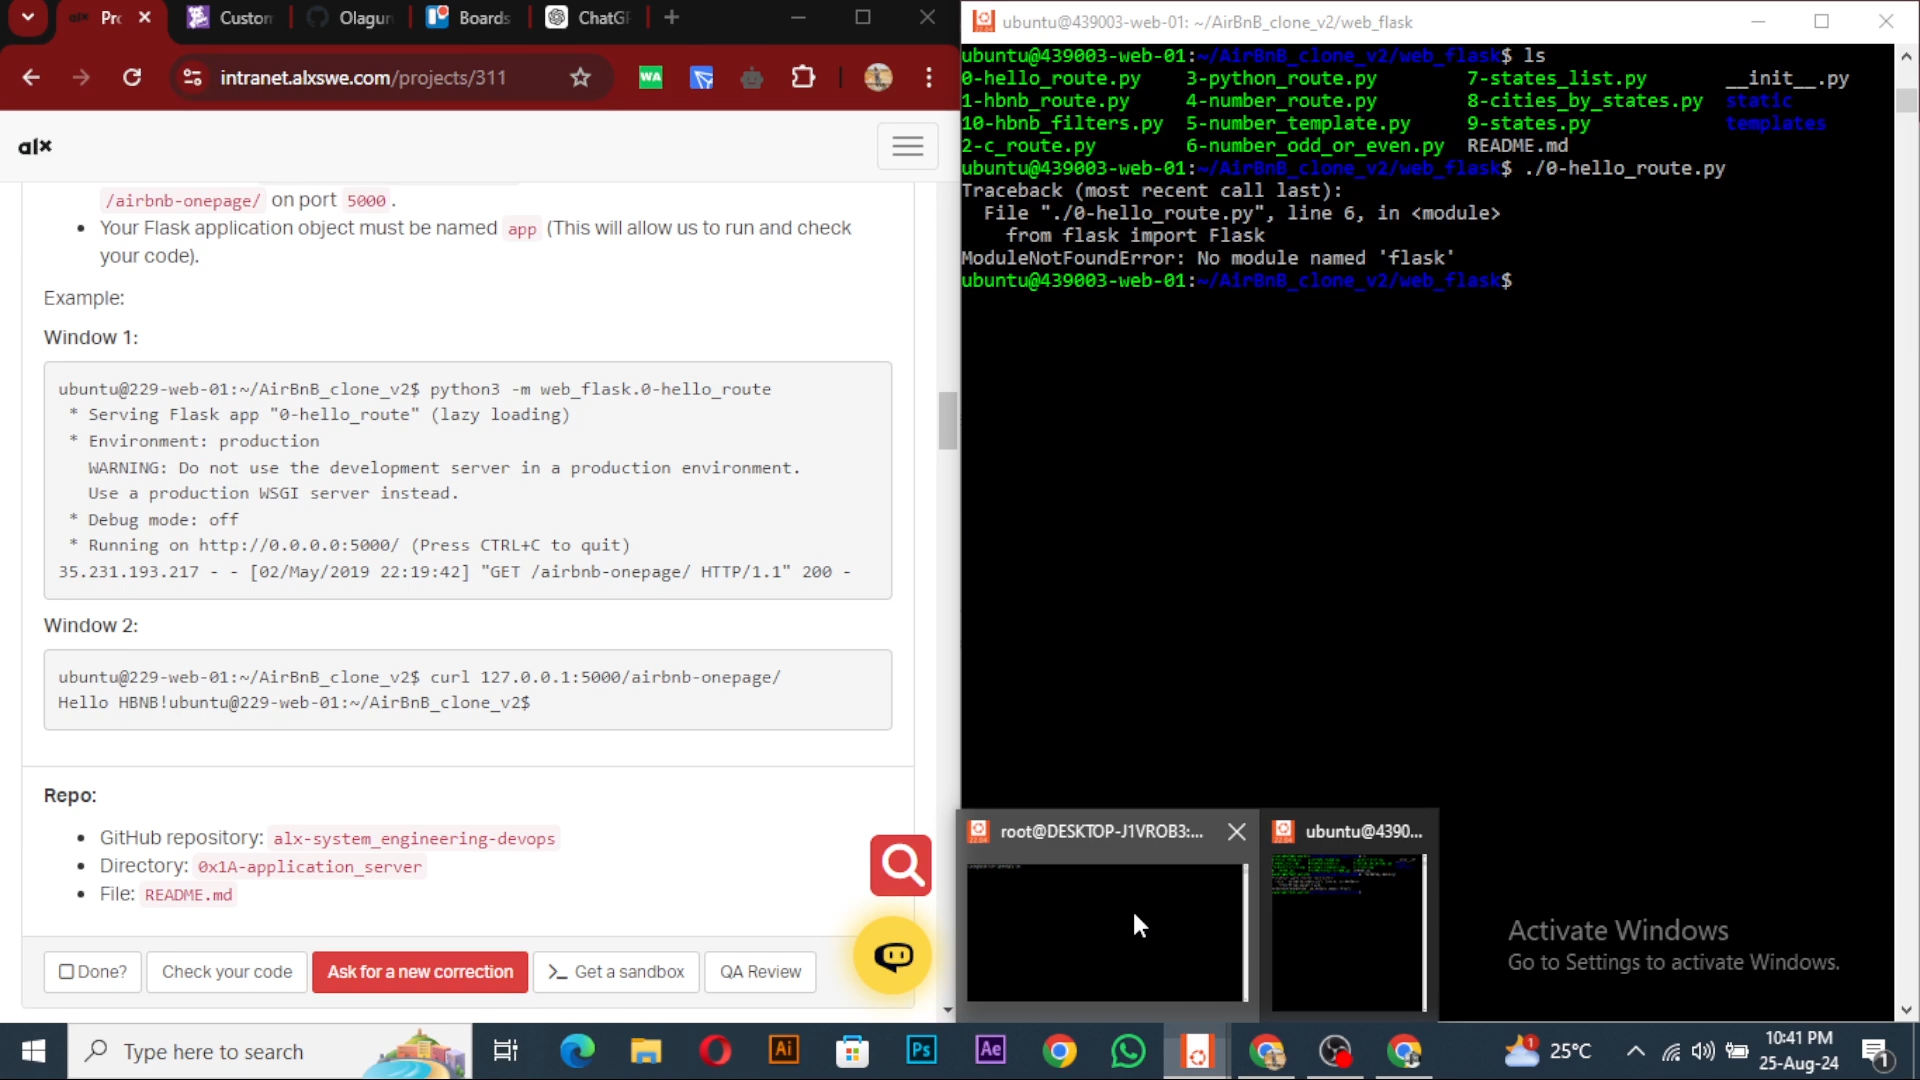 Pro
Custom
Olagun
Boards
ChatGP
intranet.alxswe.com/projects/311
WA
alx
/airbnb-onepage/ on port 5000.
Your Flask application object must be named app (This will allow us to run and check
your code).
Example:
Window 1:
ubuntu@229-web-01:~/AirBnB_clone_v2$ python3 -m web_flask.0-hello_route
* Serving Flask app "0-hello_route" (lazy loading)
* Environment: production
WARNING: Do not use the development server in a production environment.
Use a production WSGI server instead.
* Debug mode: off
* Running on http://0.0.0.0:5000/ (Press CTRL+C to quit)
35.231.193.217 - - [02/May/2019 22:19:42] "GET /airbnb-onepage/ HTTP/1.1" 200 -
Window 2:
ubuntu@229-web-01:~/AirBnB_clone_v2$ curl 127.0.0.1:5000/airbnb-onepage/
Hello HBNB!ubuntu@229-web-01:~/AirBnB_clone_v2$
Repo:
GitHub repository: alx-system_engineering-devops
Directory: 0x1A-application_server
File: README.md
Done?
Check your code
Ask for a new correction
>_ Get a sandbox
QA Review
ubuntu@439003-web-01: ~/AirBnB_clone_v2/web_flask
ubuntu@439003-web-01:~/AirBnB_clone_v2/web_flask$ ls
0-hello_route.py 3-python_route.py 7-states_list.py __init__.py
1-hbnb_route.py 4-number_route.py 8-cities_by_states.py static
10-hbnb_filters.py 5-number_template.py 9-states.py templates
2-c_route.py 6-number_odd_or_even.py README.md
ubuntu@439003-web-01:~/AirBnB_clone_v2/web_flask$ ./0-hello_route.py
Traceback (most recent call last):
File "./0-hello_route.py", line 6, in <module>
from flask import Flask
ModuleNotFoundError: No module named 'flask'
ubuntu@439003-web-01:~/AirBnB_clone_v2/web_flask$
root@DESKTOP-J1VROB3:...
ubuntu@4390...
Activate Windows
Go to Settings to activate Windows.
Type here to search
Ai
Ps
Ae
1
25°C
10:41 PM
25-Aug-24
1